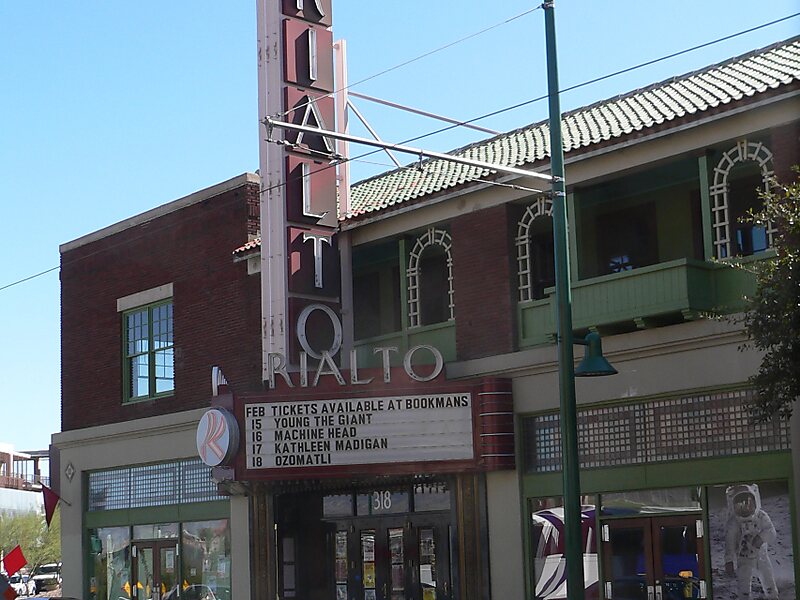 RIALTO
RIALTO
FEB TICKETS AVAILABLE AT BOOKMANS
15 YOUNG THE GIANT
16 MACHINE HEAD
17 KATHLEEN MADIGAN
18 OZOMATLI
R
318